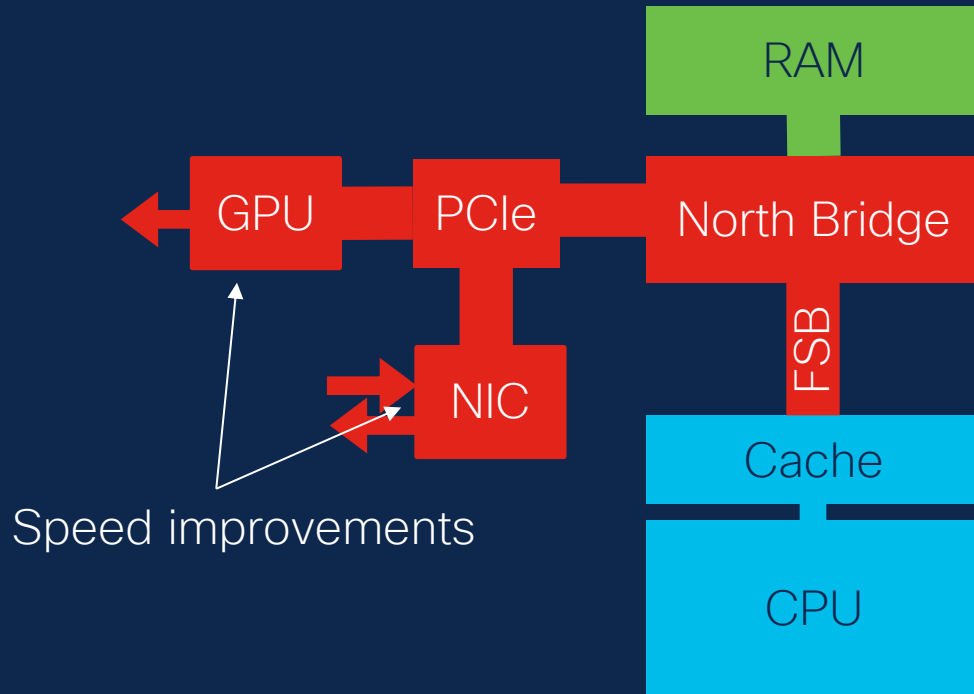 RAM
GPU
PCIe
North Bridge
FSB
NIC
Cache
Speed improvements
CPU